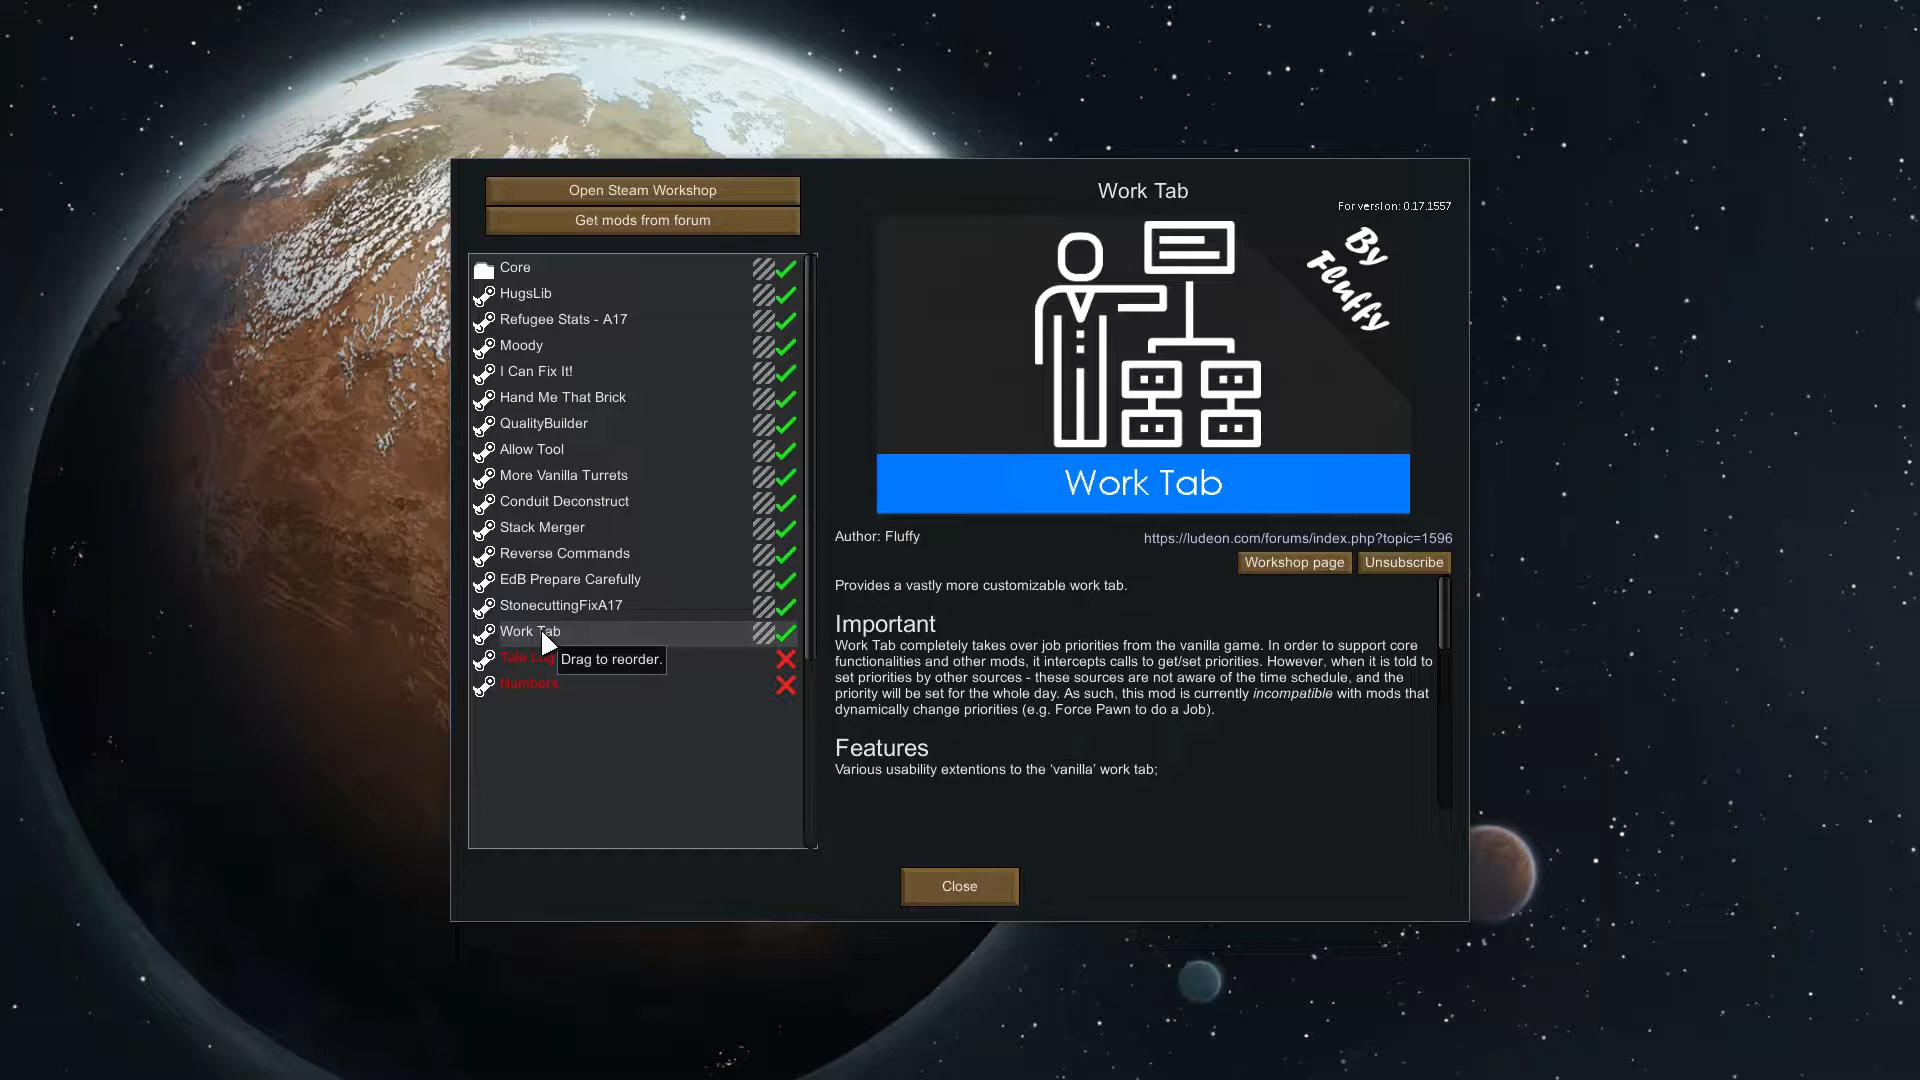 Open Steam Workshop
Get mods from forum
Core
HugsLib
Refugee Stats - A17
Moody
I Can Fix It!
Hand Me That Brick
QualityBuilder
Allow Tool
More Vanilla Turrets
Conduit Deconstruct
Stack Merger
Reverse Commands
EdB Prepare Carefully
StonecuttingFixA17
Work Tab
Tale
Drag to reorder.
Numbers
Work Tab
For version: 0.17.1557
By
Fluffy
Work Tab
Author: Fluffy
https://ludeon.com/forums/index.php?topic=1596
Workshop page
Unsubscribe
Provides a vastly more customizable work tab.
Important
Work Tab completely takes over job priorities from the vanilla game. In order to support core
functionalities and other mods, it intercepts calls to get/set priorities. However, when it is told to
set priorities by other sources - these sources are not aware of the time schedule, and the
priority will be set for the whole day. As such, this mod is currently incompatible with mods that
dynamically change priorities (e.g. Force Pawn to do a Job).
Features
Various usability extentions to the ‘vanilla’ work tab;
Close